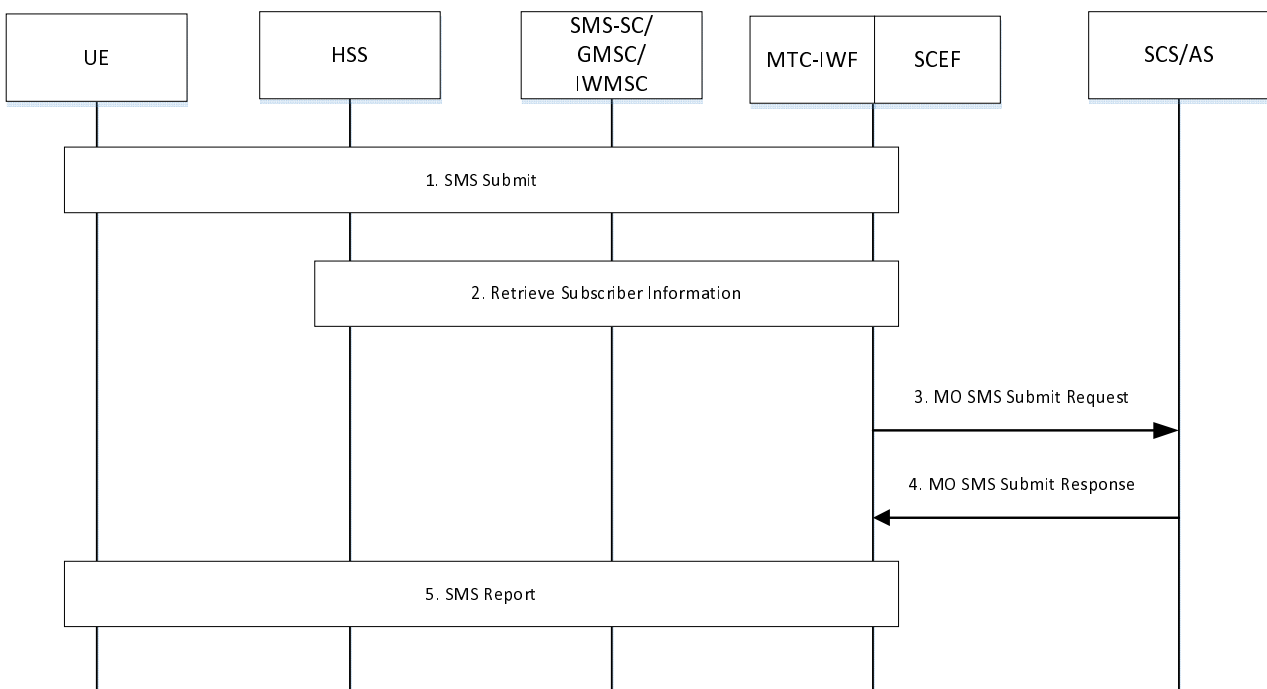 UE
HSS
SMS-SC/
GMSC/
IWMSC
MTC-IWF
SCEF
SCS/AS
1. SMS Submit
2. Retrieve Subscriber Information
3. MO SMS Submit Request
4. MO SMS Submit Response
5. SMS Report